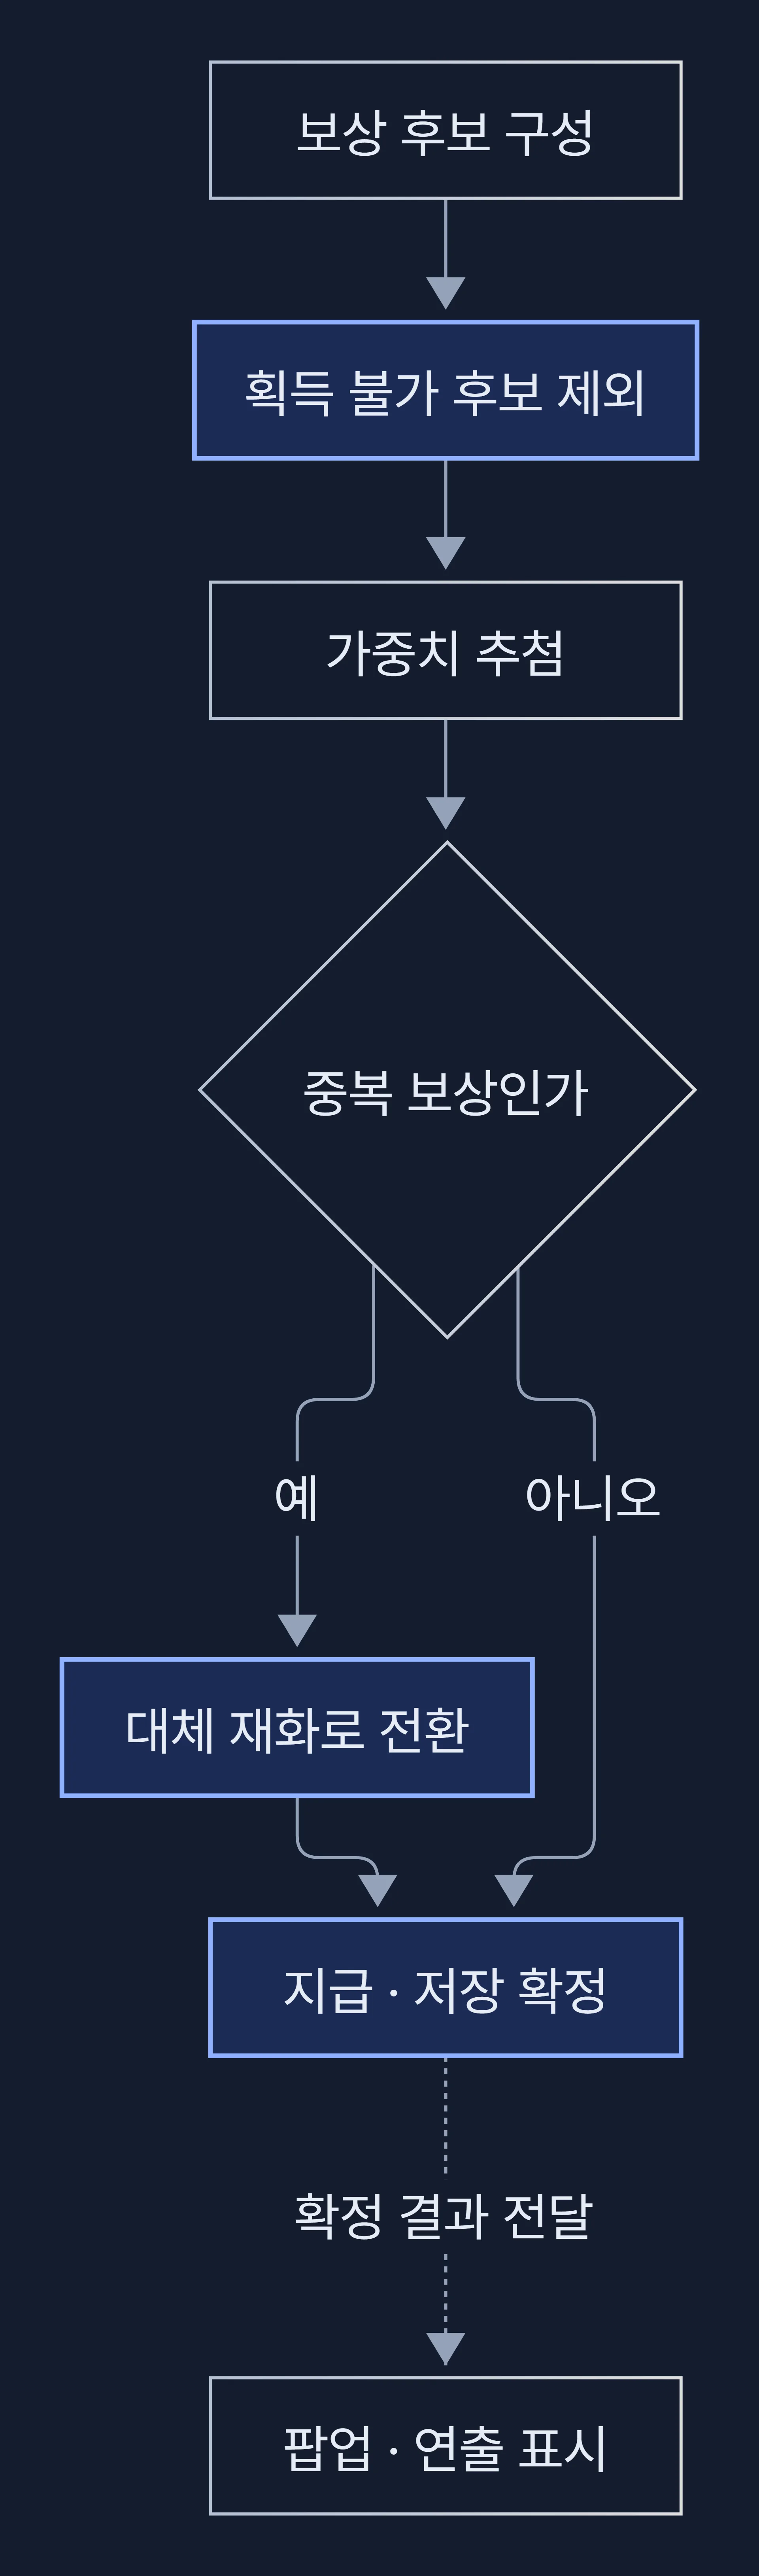 보상 후보 구성
획득 불가 후보 제외
가중치 추첨
중복 보상인가
예
아니오
대체 재화로 전환
지급 · 저장 확정
확정 결과 전달
팝업 · 연출 표시